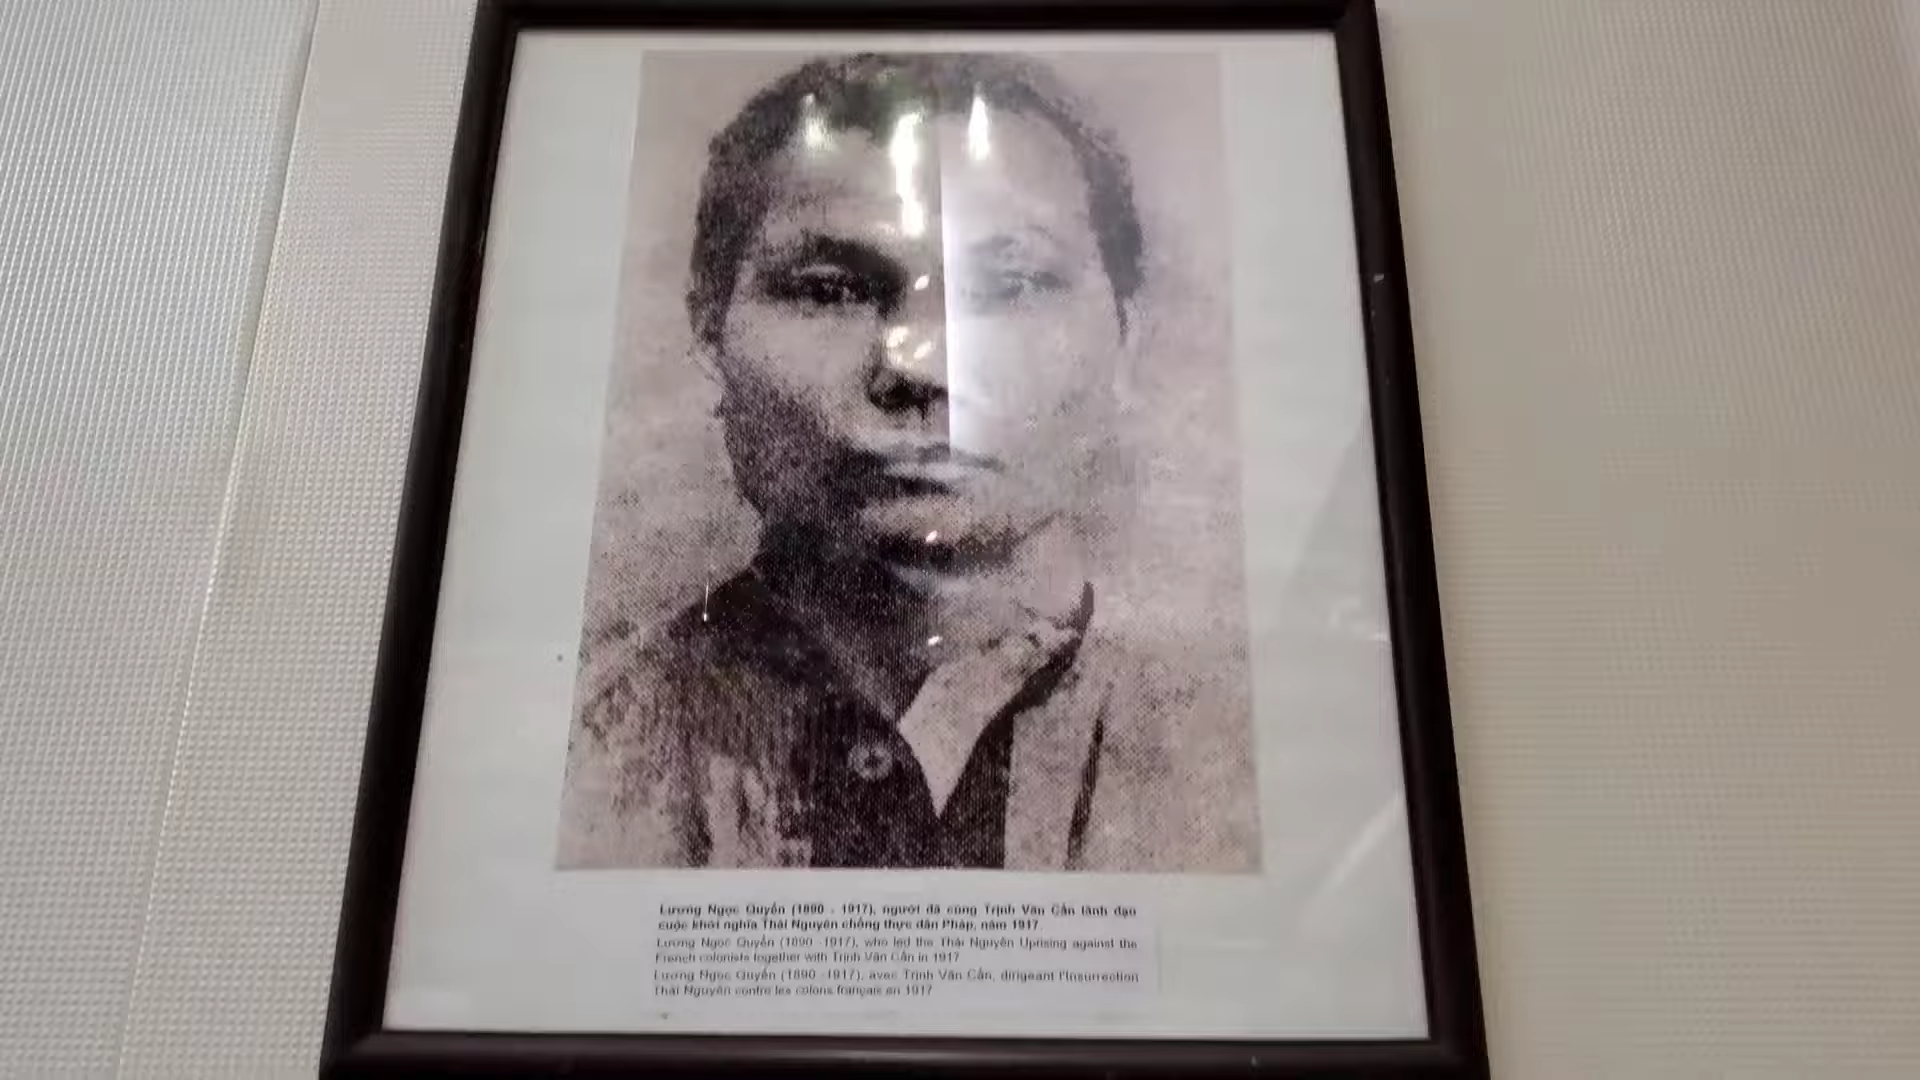 Lương Ngọc Quyến (1890 - 1917), người đã cùng Trịnh Văn Cấn lãnh đạo
cuộc khởi nghĩa Thái Nguyên chống thực dân Pháp, năm 1917.
Lương Ngọc Quyến (1890 -1917), who led the Thái Nguyên Uprising against the
French colonists together with Trịnh Văn Cấn in 1917
Lương Ngọc Quyến (1890 -1917), avec Trịnh Văn Cấn, dirigeant l'Insurrection
Thái Nguyên contre les colons français en 1917